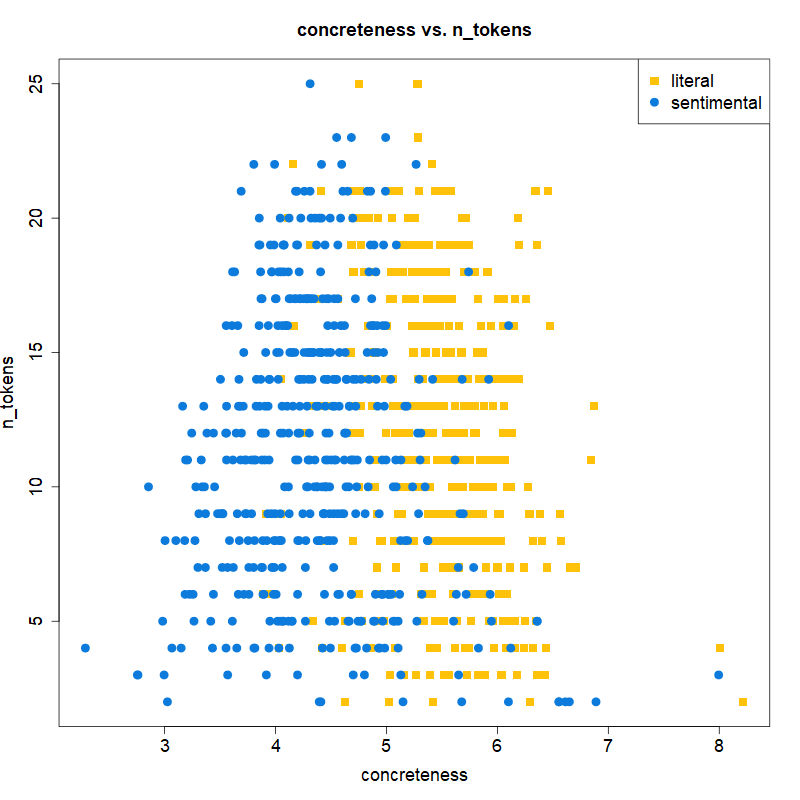 concreteness vs. n_tokens
literal
sentimental
n_tokens
25
20
15
10
5
3 4 5 6 7 8
concreteness